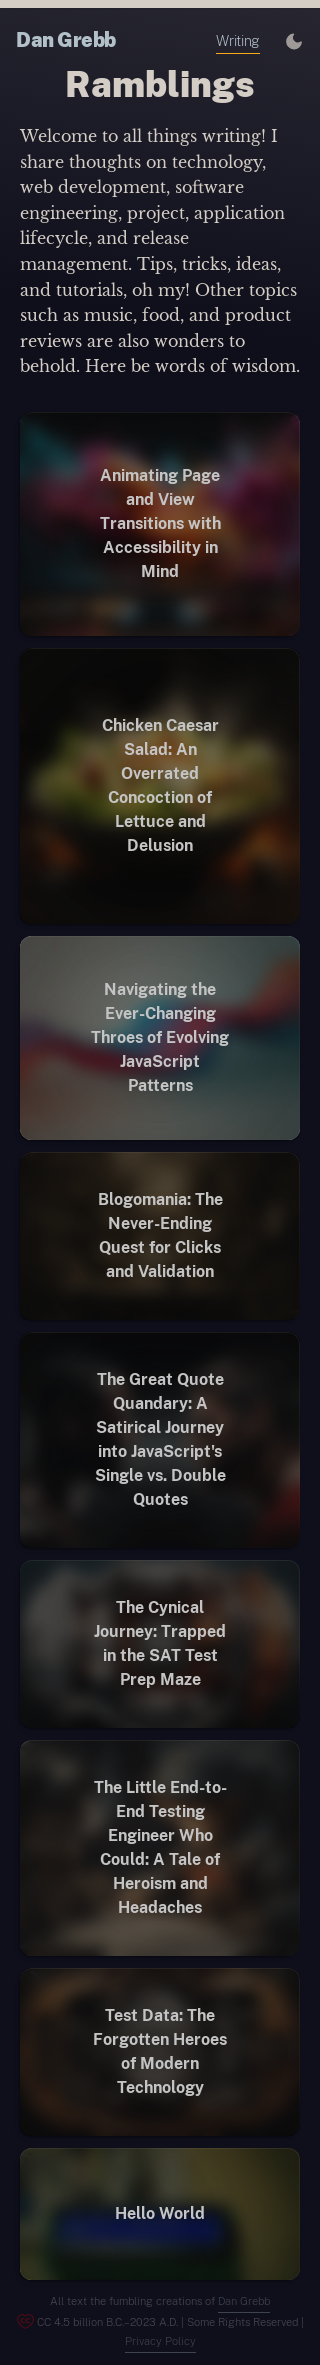 Dan Grebb
Writing
Ramblings
Welcome to all things writing! I
share thoughts on technology,
web development, software
engineering, project, application
lifecycle, and release
management. Tips, tricks, ideas,
and tutorials, oh my! Other topics
such as music, food, and product
reviews are also wonders to
behold. Here be words of wisdom.
Animating Page
and View
Transitions with
Accessibility in
Mind
Chicken Caesar
Salad: An
Overrated
Concoction of
Lettuce and
Delusion
Navigating the
Ever-Changing
Throes of Evolving
JavaScript
Patterns
Blogomania: The
Never-Ending
Quest for Clicks
and Validation
The Great Quote
Quandary: A
Satirical Journey
into JavaScript's
Single vs. Double
Quotes
The Cynical
Journey: Trapped
in the SAT Test
Prep Maze
The Little End-to-
End Testing
Engineer Who
Could: A Tale of
Heroism and
Headaches
Test Data: The
Forgotten Heroes
of Modern
Technology
Hello World
All text the fumbling creations of Dan Grebb
CC 4.5 billion B.C.–2023 A.D. | Some Rights Reserved |
Privacy Policy